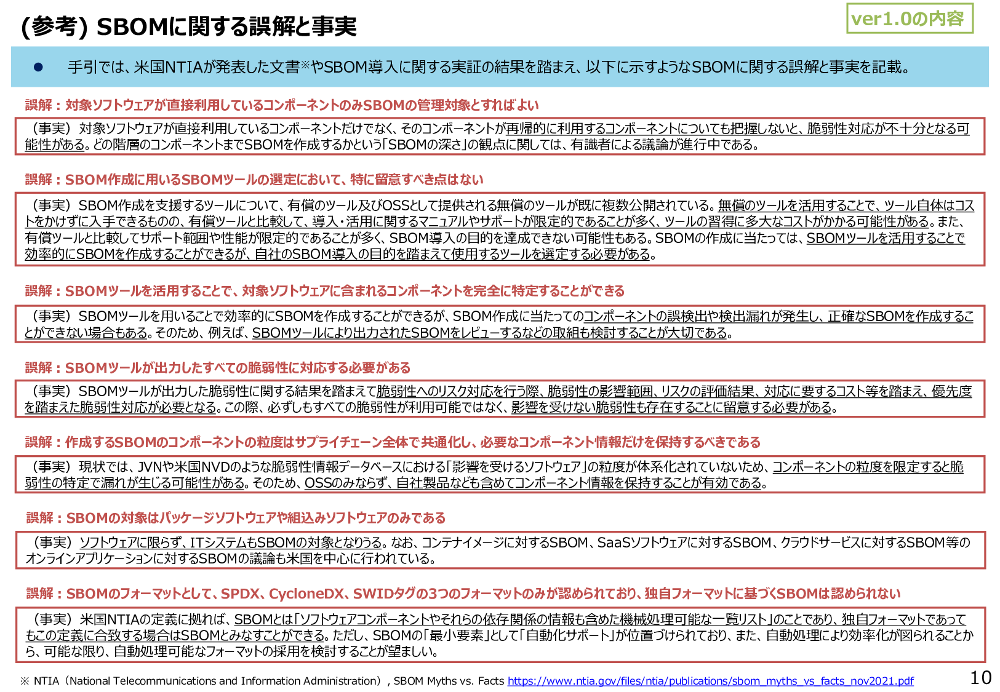 (参考) SBOMに関する誤解と事実
ver1.0の内容
● 手引では、米国NTIAが発表した文書※やSBOM導入に関する実証の結果を踏まえ、以下に示すようなSBOMに関する誤解と事実を記載。
誤解：対象ソフトウェアが直接利用しているコンポーネントのみSBOMの管理対象とすればよい
（事実）対象ソフトウェアが直接利用しているコンポーネントだけでなく、そのコンポーネントが再帰的に利用するコンポーネントについても把握しないと、脆弱性対応が不十分となる可
能性がある。どの階層のコンポーネントまでSBOMを作成するかという「SBOMの深さ」の観点に関しては、有識者による議論が進行中である。
誤解：SBOM作成に用いるSBOMツールの選定において、特に留意すべき点はない
（事実）SBOM作成を支援するツールについて、有償のツール及びOSSとして提供される無償のツールが既に複数公開されている。無償のツールを活用することで、ツール自体はコス
トをかけずに入手できるものの、有償ツールと比較して、導入・活用に関するマニュアルやサポートが限定的であることが多く、ツールの習得に多大なコストがかかる可能性がある。また、
有償ツールと比較してサポート範囲や性能が限定的であることが多く、SBOM導入の目的を達成できない可能性もある。SBOMの作成に当たっては、SBOMツールを活用することで
効率的にSBOMを作成することができるが、自社のSBOM導入の目的を踏まえて使用するツールを選定する必要がある。
誤解：SBOMツールを活用することで、対象ソフトウェアに含まれるコンポーネントを完全に特定することができる
（事実）SBOMツールを用いることで効率的にSBOMを作成することができるが、SBOM作成に当たってのコンポーネントの誤検出や検出漏れが発生し、正確なSBOMを作成するこ
とができない場合もある。そのため、例えば、SBOMツールにより出力されたSBOMをレビューするなどの取組も検討することが大切である。
誤解：SBOMツールが出力したすべての脆弱性に対応する必要がある
（事実）SBOMツールが出力した脆弱性に関する結果を踏まえて脆弱性へのリスク対応を行う際、脆弱性の影響範囲、リスクの評価結果、対応に要するコスト等を踏まえ、優先度
を踏まえた脆弱性対応が必要となる。この際、必ずしもすべての脆弱性が利用可能ではなく、影響を受けない脆弱性も存在することに留意する必要がある。
誤解：作成するSBOMのコンポーネントの粒度はサプライチェーン全体で共通化し、必要なコンポーネント情報だけを保持するべきである
（事実）現状では、JVNや米国NVDのような脆弱性情報データベースにおける「影響を受けるソフトウェア」の粒度が体系化されていないため、コンポーネントの粒度を限定すると脆
弱性の特定で漏れが生じる可能性がある。そのため、OSSのみならず、自社製品なども含めてコンポーネント情報を保持することが有効である。
誤解：SBOMの対象はパッケージソフトウェアや組込みソフトウェアのみである
（事実）ソフトウェアに限らず、ITシステムもSBOMの対象となりうる。なお、コンテナイメージに対するSBOM、SaaSソフトウェアに対するSBOM、クラウドサービスに対するSBOM等の
オンラインアプリケーションに対するSBOMの議論も米国を中心に行われている。
誤解：SBOMのフォーマットとして、SPDX、CycloneDX、SWIDタグの3つのフォーマットのみが認められており、独自フォーマットに基づくSBOMは認められない
（事実）米国NTIAの定義に拠れば、SBOMとは「ソフトウェアコンポーネントやそれらの依存関係の情報も含めた機械処理可能な一覧リスト」のことであり、独自フォーマットであって
もこの定義に合致する場合はSBOMとみなすことができる。ただし、SBOMの「最小要素」として「自動化サポート」が位置づけられており、また、自動処理により効率化が図られることか
ら、可能な限り、自動処理可能なフォーマットの採用を検討することが望ましい。
※ NTIA（National Telecommunications and Information Administration）, SBOM Myths vs. Facts https://www.ntia.gov/files/ntia/publications/sbom_myths_vs_facts_nov2021.pdf
10